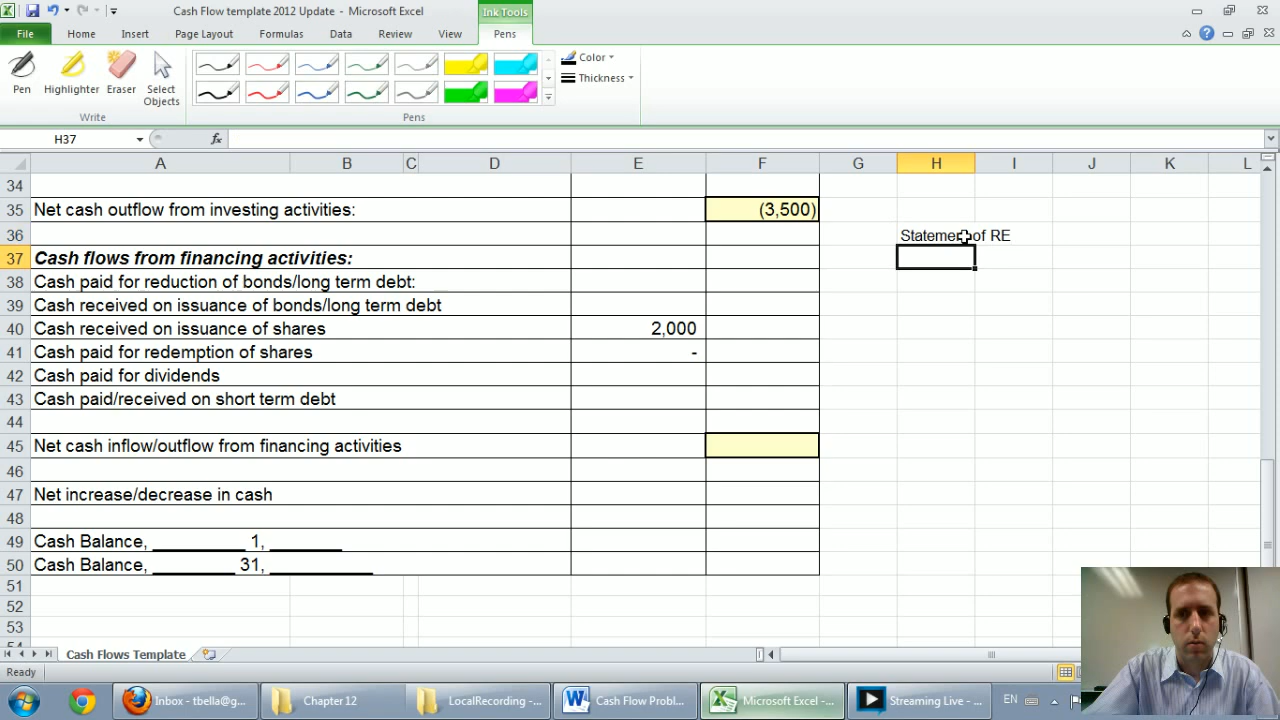 Cash Flow template 2012 Update - Microsoft Excel
Ink Tools
File Home Insert Page Layout Formulas Data Review View Pens
Pen Highlighter Eraser Select Objects
Color
Thickness
Write Pens
H37 fx
A B C D E F G H I J K L
34
35 Net cash outflow from investing activities: (3,500)
36 Statement of RE
37 Cash flows from financing activities:
38 Cash paid for reduction of bonds/long term debt:
39 Cash received on issuance of bonds/long term debt
40 Cash received on issuance of shares 2,000
41 Cash paid for redemption of shares -
42 Cash paid for dividends
43 Cash paid/received on short term debt
44
45 Net cash inflow/outflow from financing activities
46
47 Net increase/decrease in cash
48
49 Cash Balance, _________ 1, _______
50 Cash Balance, _________ 31, ___________
51
52
53
54
Cash Flows Template
Ready
Inbox - tbella@g... Chapter 12 LocalRecording -... Cash Flow Probl... Microsoft Excel -... Streaming Live -... EN